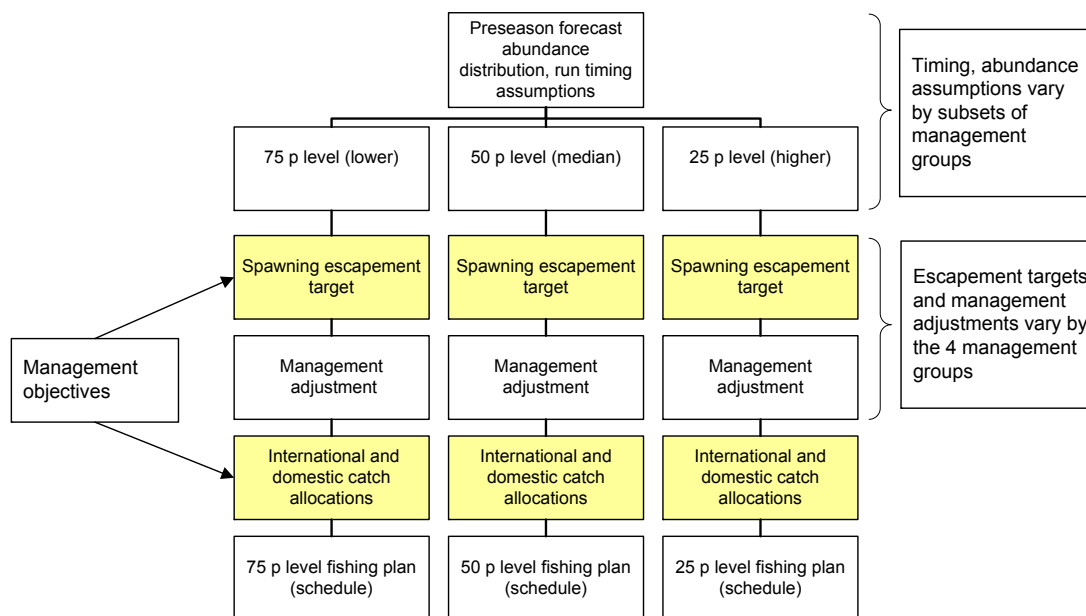 Preseason forecast
abundance
distribution, run timing
assumptions
Timing, abundance
assumptions vary
by subsets of
management
groups
75 p level (lower)
50 p level (median)
25 p level (higher)
Spawning escapement
target
Spawning escapement
target
Spawning escapement
target
Escapement targets
and management
adjustments vary by
the 4 management
groups
Management
objectives
Management
adjustment
Management
adjustment
Management
adjustment
International and
domestic catch
allocations
International and
domestic catch
allocations
International and
domestic catch
allocations
75 p level fishing plan
(schedule)
50 p level fishing plan
(schedule)
25 p level fishing plan
(schedule)